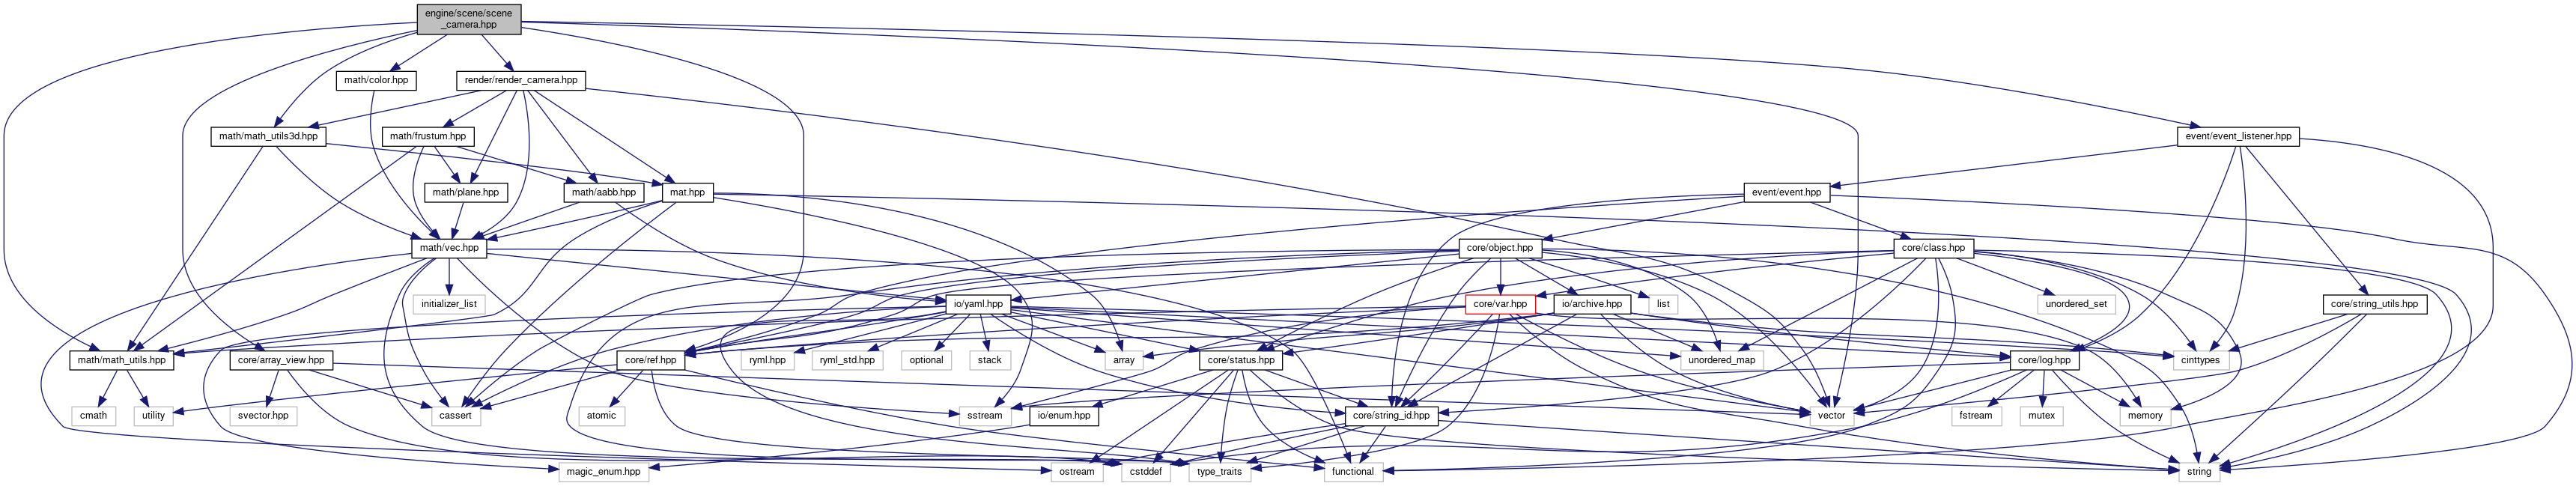 engine/scene/scene
_camera.hpp
math/color.hpp
render/render_camera.hpp
math/math_utils3d.hpp
math/frustum.hpp
event/event_listener.hpp
math/plane.hpp
math/aabb.hpp
mat.hpp
event/event.hpp
math/vec.hpp
core/object.hpp
core/class.hpp
initializer_list
io/yaml.hpp
core/var.hpp
io/archive.hpp
list
unordered_set
core/string_utils.hpp
math/math_utils.hpp
core/array_view.hpp
core/ref.hpp
ryml.hpp
ryml_std.hpp
optional
stack
array
core/status.hpp
unordered_map
core/log.hpp
cinttypes
cmath
utility
svector.hpp
cassert
atomic
sstream
io/enum.hpp
core/string_id.hpp
vector
fstream
mutex
memory
magic_enum.hpp
ostream
cstddef
type_traits
functional
string